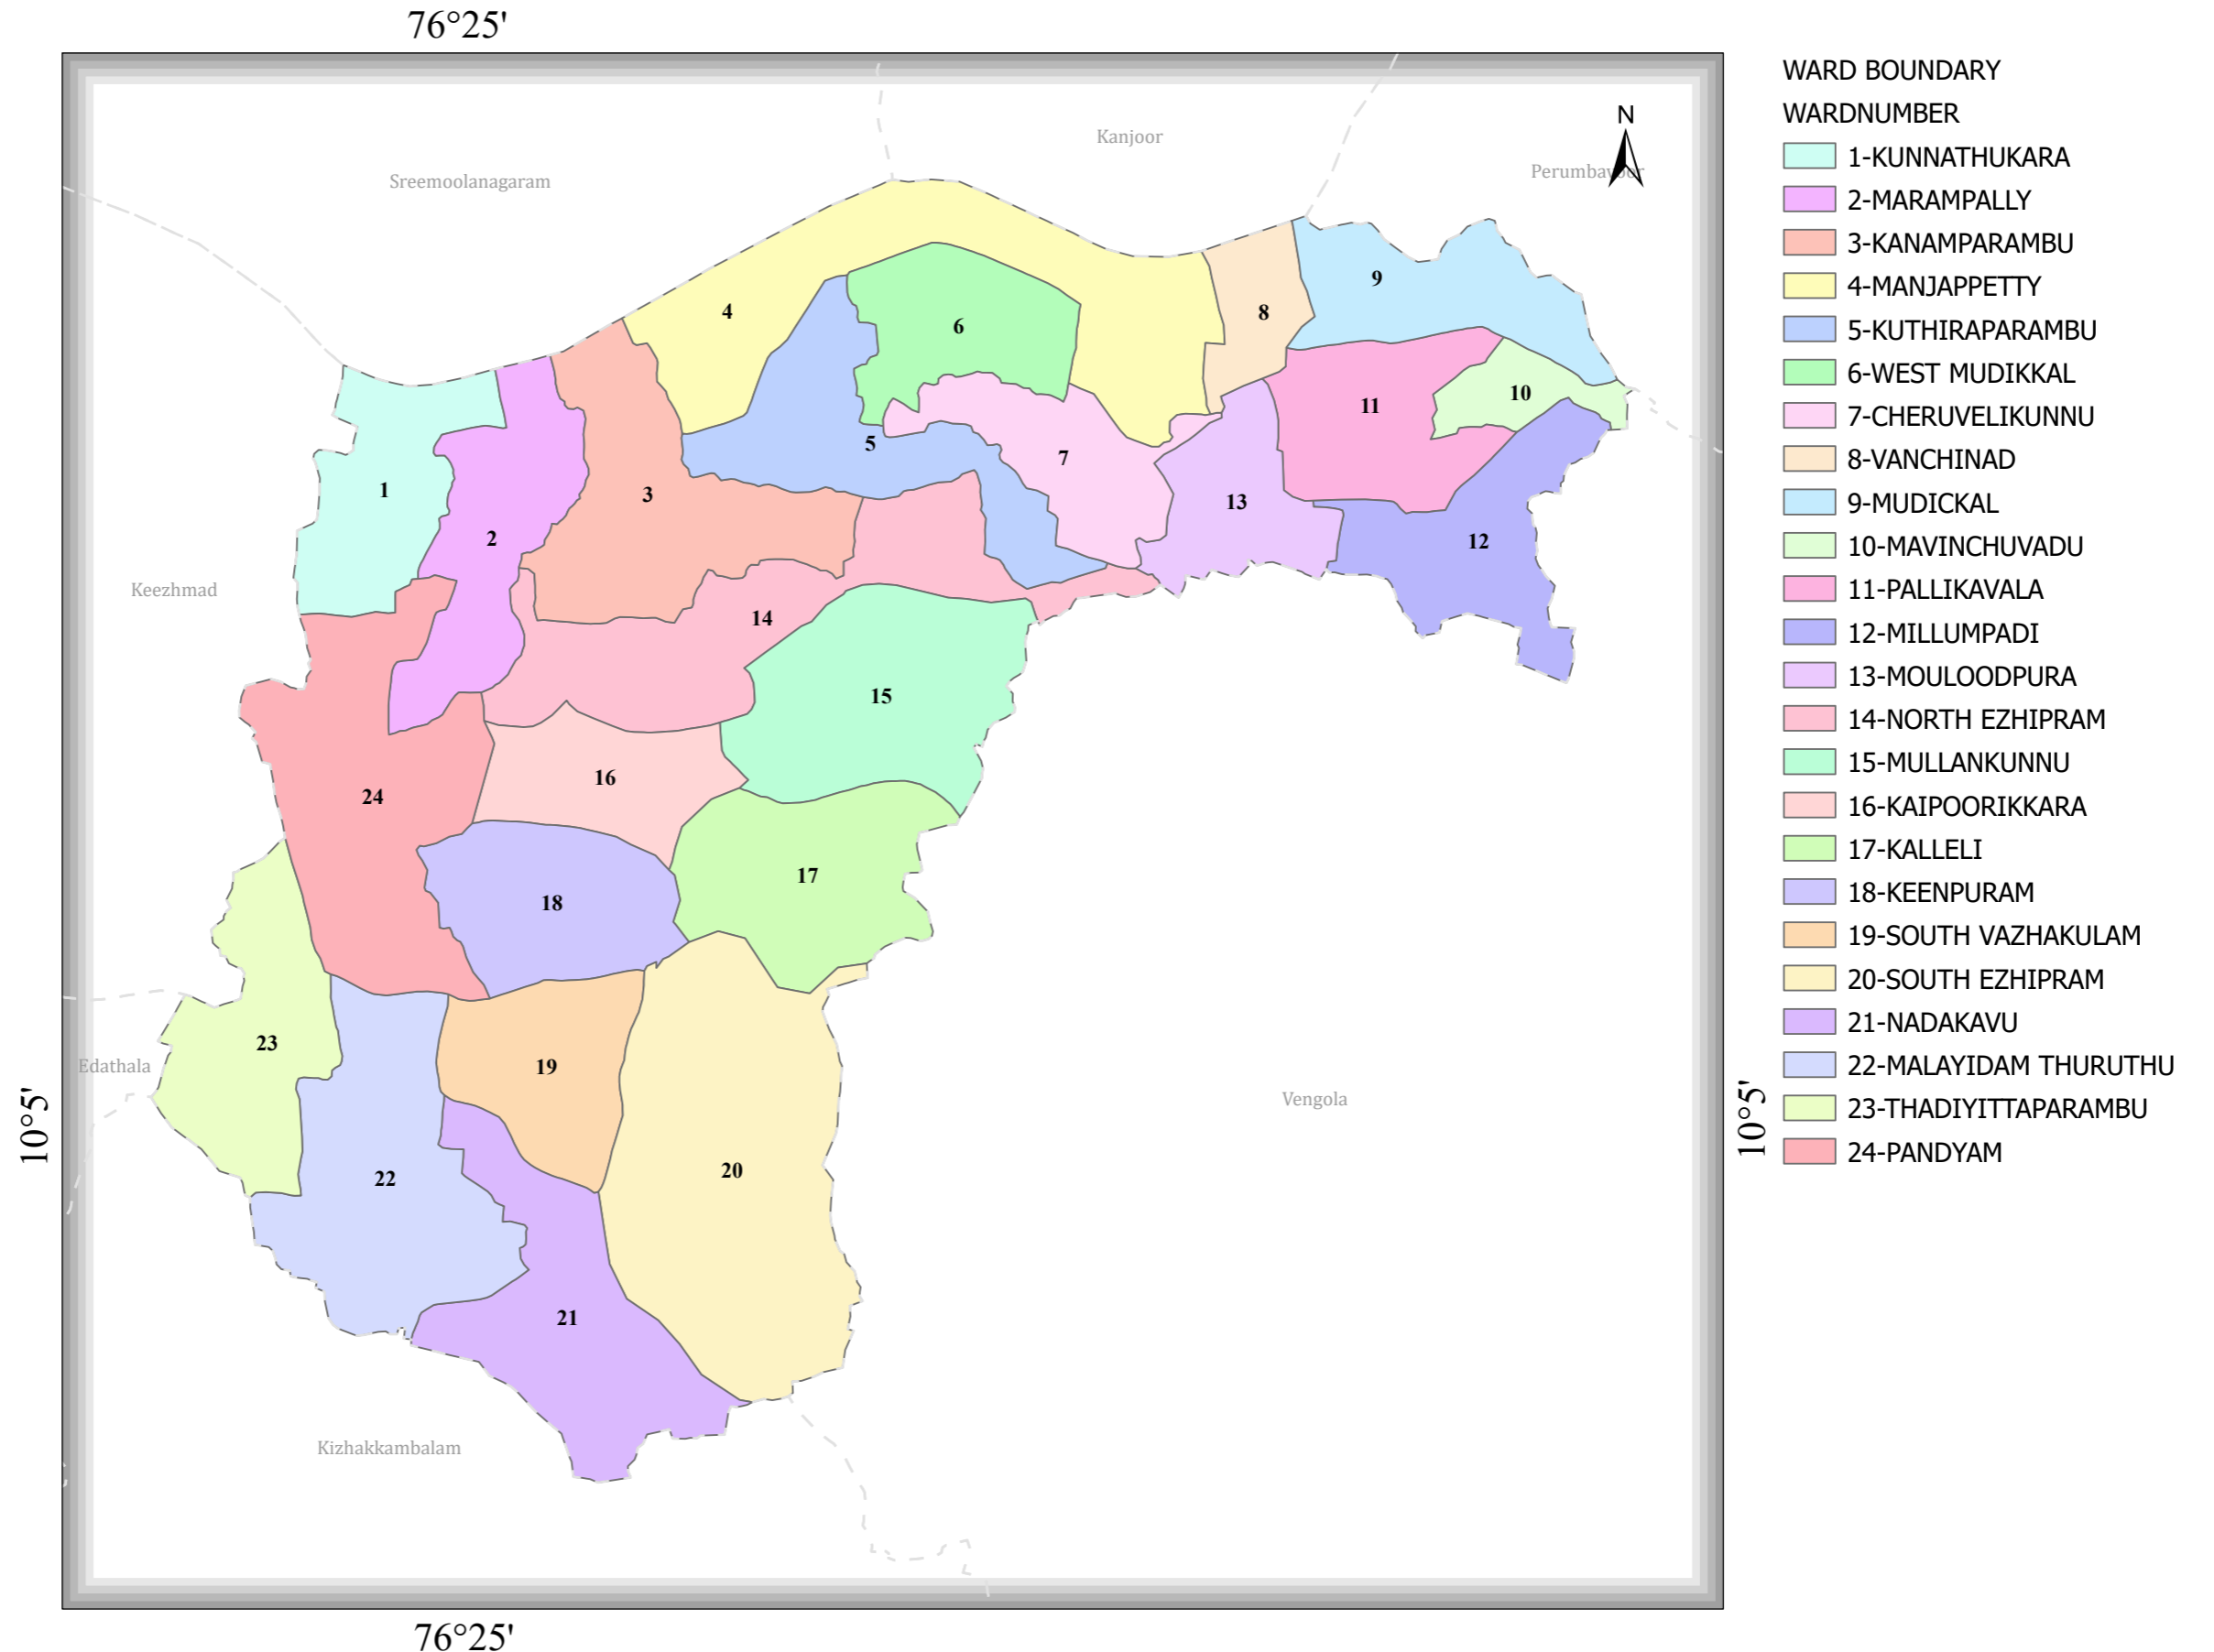 76°25'
WARD BOUNDARY
WARDNUMBER
1-KUNNATHUKARA
2-MARAMPALLY
3-KANAMPARAMBU
4-MANJAPPETTY
5-KUTHIRAPARAMBU
6-WEST MUDIKKAL
7-CHERUVELIKUNNU
8-VANCHINAD
9-MUDICKAL
10-MAVINCHUVADU
11-PALLIKAVALA
12-MILLUMPADI
13-MOULOODPURA
14-NORTH EZHIPRAM
15-MULLANKUNNU
16-KAIPOORIKKARA
17-KALLELI
18-KEENPURAM
19-SOUTH VAZHAKULAM
20-SOUTH EZHIPRAM
21-NADAKAVU
22-MALAYIDAM THURUTHU
23-THADIYITTAPARAMBU
24-PANDYAM
N
Kanjoor
Perumbavoor
Sreemoolanagaram
9
4
8
6
10
11
5
7
1
3
13
2
12
Keezhmad
14
15
16
24
17
18
23
Edathala
19
Vengola
10°5'
10°5'
20
22
21
Kizhakkambalam
76°25'